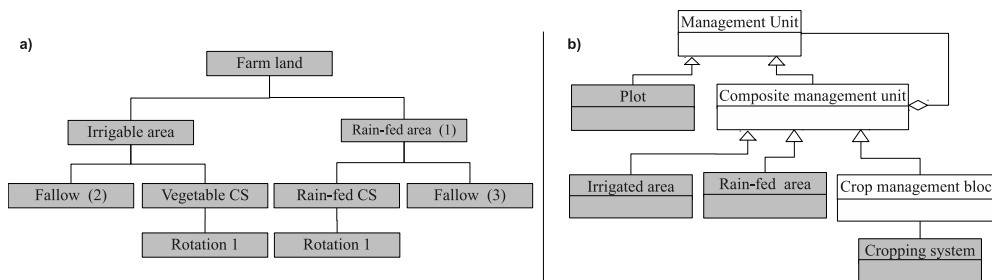 a)
Farm land
Irrigable area
Rain-fed area (1)
Fallow (2)
Vegetable CS
Rain-fed CS
Fallow (3)
Rotation 1
Rotation 1
b)
Management Unit
Plot
Composite management unit
Irrigated area
Rain-fed area
Crop management block
Cropping system